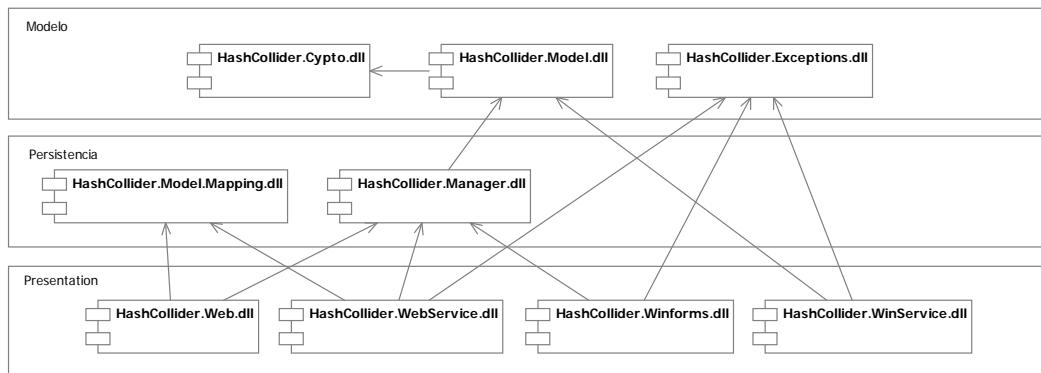 Modelo
HashCollider.Cypto.dll
HashCollider.Model.dll
HashCollider.Exceptions.dll
Persistencia
HashCollider.Model.Mapping.dll
HashCollider.Manager.dll
Presentation
HashCollider.Web.dll
HashCollider.WebService.dll
HashCollider.Winforms.dll
HashCollider.WinService.dll